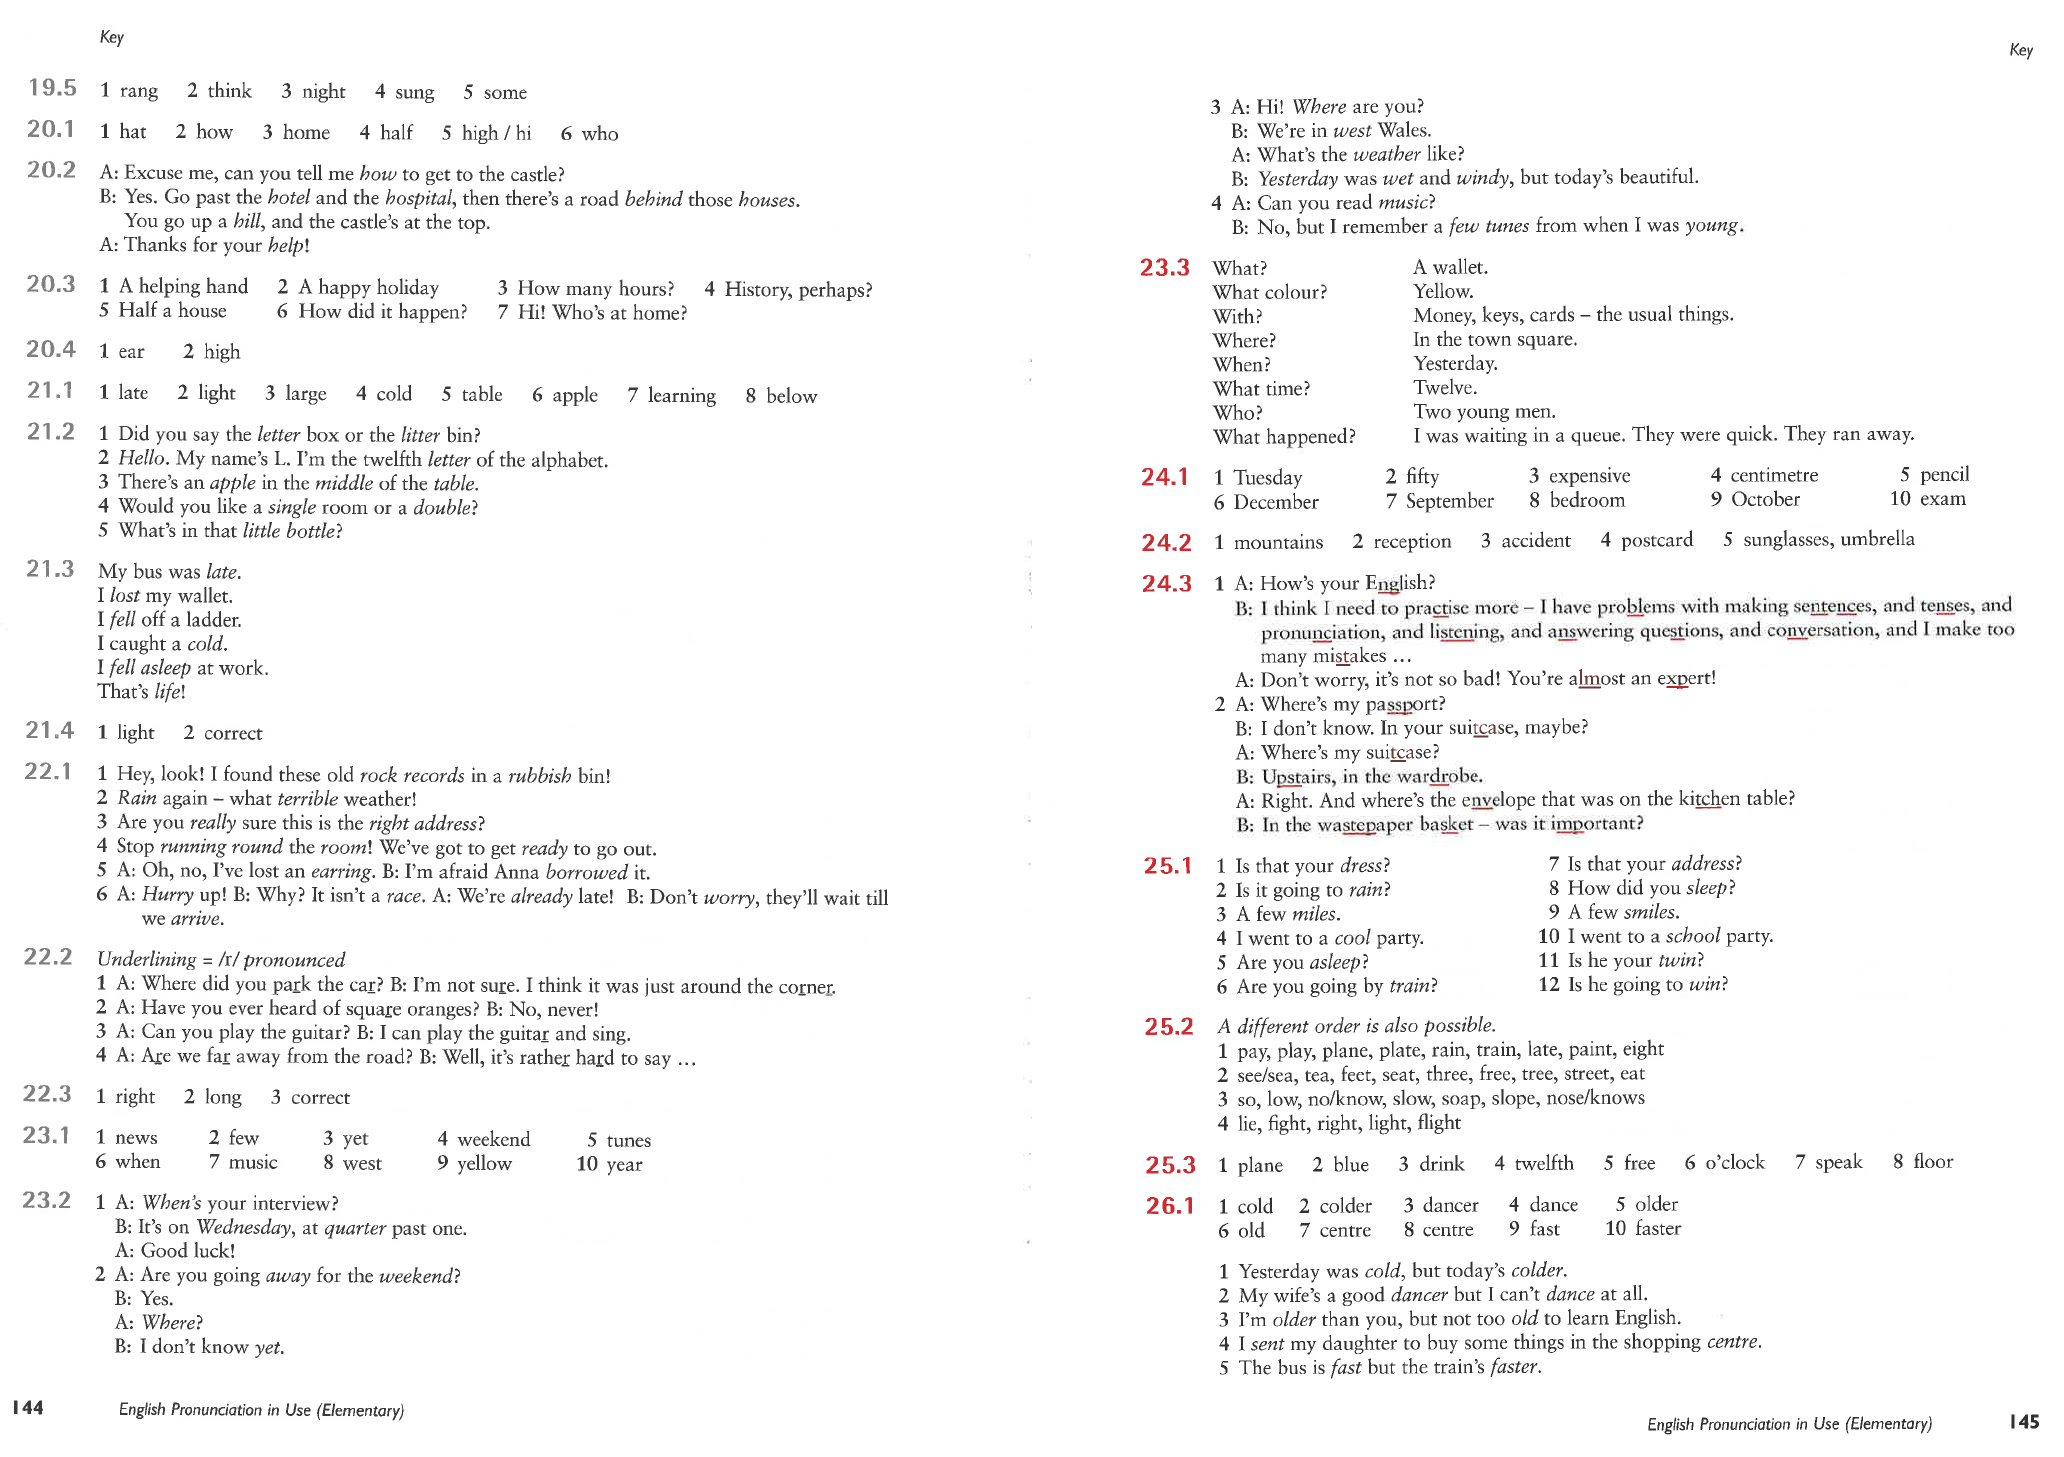 Key
19.5 1 rang 2 think 3 night 4 sung 5 some
20.1 1 hat 2 how 3 home 4 half 5 high / hi 6 who
20.2 A: Excuse me, can you tell me how to get to the castle?
B: Yes. Go past the hotel and the hospital, then there's a road behind those houses.
You go up a hill, and the castle's at the top.
A: Thanks for your help!
20.3 1 A helping hand 2 A happy holiday 3 How many hours? 4 History, perhaps?
5 Half a house 6 How did it happen? 7 Hi! Who's at home?
20.4 1 ear 2 high
21.1 1 late 2 light 3 large 4 cold 5 table 6 apple 7 learning 8 below
21.2 1 Did you say the letter box or the litter bin?
2 Hello. My name's L. I'm the twelfth letter of the alphabet.
3 There's an apple in the middle of the table.
4 Would you like a single room or a double?
5 What's in that little bottle?
21.3 My bus was late.
I lost my wallet.
I fell off a ladder.
I caught a cold.
I fell asleep at work.
That's life!
21.4 1 light 2 correct
22.1 1 Hey, look! I found these old rock records in a rubbish bin!
2 Rain again – what terrible weather!
3 Are you really sure this is the right address?
4 Stop running round the room! We've got to get ready to go out.
5 A: Oh, no, I've lost an earring. B: I'm afraid Anna borrowed it.
6 A: Hurry up! B: Why? It isn't a race. A: We're already late! B: Don't worry, they'll wait till
we arrive.
22.2 Underlining = /r/ pronounced
1 A: Where did you park the car? B: I'm not sure. I think it was just around the corner.
2 A: Have you ever heard of square oranges? B: No, never!
3 A: Can you play the guitar? B: I can play the guitar and sing.
4 A: Are we far away from the road? B: Well, it's rather hard to say ...
22.3 1 right 2 long 3 correct
23.1 1 news 2 few 3 yet 4 weekend 5 tunes
6 when 7 music 8 west 9 yellow 10 year
23.2 1 A: When's your interview?
B: It's on Wednesday, at quarter past one.
A: Good luck!
2 A: Are you going away for the weekend?
B: Yes.
A: Where?
B: I don't know yet.
144 English Pronunciation in Use (Elementary)
Key
3 A: Hi! Where are you?
B: We're in west Wales.
A: What's the weather like?
B: Yesterday was wet and windy, but today's beautiful.
4 A: Can you read music?
B: No, but I remember a few tunes from when I was young.
23.3 What? A wallet.
What colour? Yellow.
With? Money, keys, cards – the usual things.
Where? In the town square.
When? Yesterday.
What time? Twelve.
Who? Two young men.
What happened? I was waiting in a queue. They were quick. They ran away.
24.1 1 Tuesday 2 fifty 3 expensive 4 centimetre 5 pencil
6 December 7 September 8 bedroom 9 October 10 exam
24.2 1 mountains 2 reception 3 accident 4 postcard 5 sunglasses, umbrella
24.3 1 A: How's your English?
B: I think I need to practise more – I have problems with making sentences, and tenses, and
pronunciation, and listening, and answering questions, and conversation, and I make too
many mistakes ...
A: Don't worry, it's not so bad! You're almost an expert!
2 A: Where's my passport?
B: I don't know. In your suitcase, maybe?
A: Where's my suitcase?
B: Upstairs, in the wardrobe.
A: Right. And where's the envelope that was on the kitchen table?
B: In the wastepaper basket – was it important?
25.1 1 Is that your dress? 7 Is that your address?
2 Is it going to rain? 8 How did you sleep?
3 A few miles. 9 A few smiles.
4 I went to a cool party. 10 I went to a school party.
5 Are you asleep? 11 Is he your twin?
6 Are you going by train? 12 Is he going to win?
25.2 A different order is also possible.
1 pay, play, plane, plate, rain, train, late, paint, eight
2 see/sea, tea, feet, seat, three, free, tree, street, eat
3 so, low, no/know, slow, soap, slope, nose/knows
4 lie, fight, right, light, flight
25.3 1 plane 2 blue 3 drink 4 twelfth 5 free 6 o'clock 7 speak 8 floor
26.1 1 cold 2 colder 3 dancer 4 dance 5 older
6 old 7 centre 8 centre 9 fast 10 faster
1 Yesterday was cold, but today's colder.
2 My wife's a good dancer but I can't dance at all.
3 I'm older than you, but not too old to learn English.
4 I sent my daughter to buy some things in the shopping centre.
5 The bus is fast but the train's faster.
English Pronunciation in Use (Elementary) 145